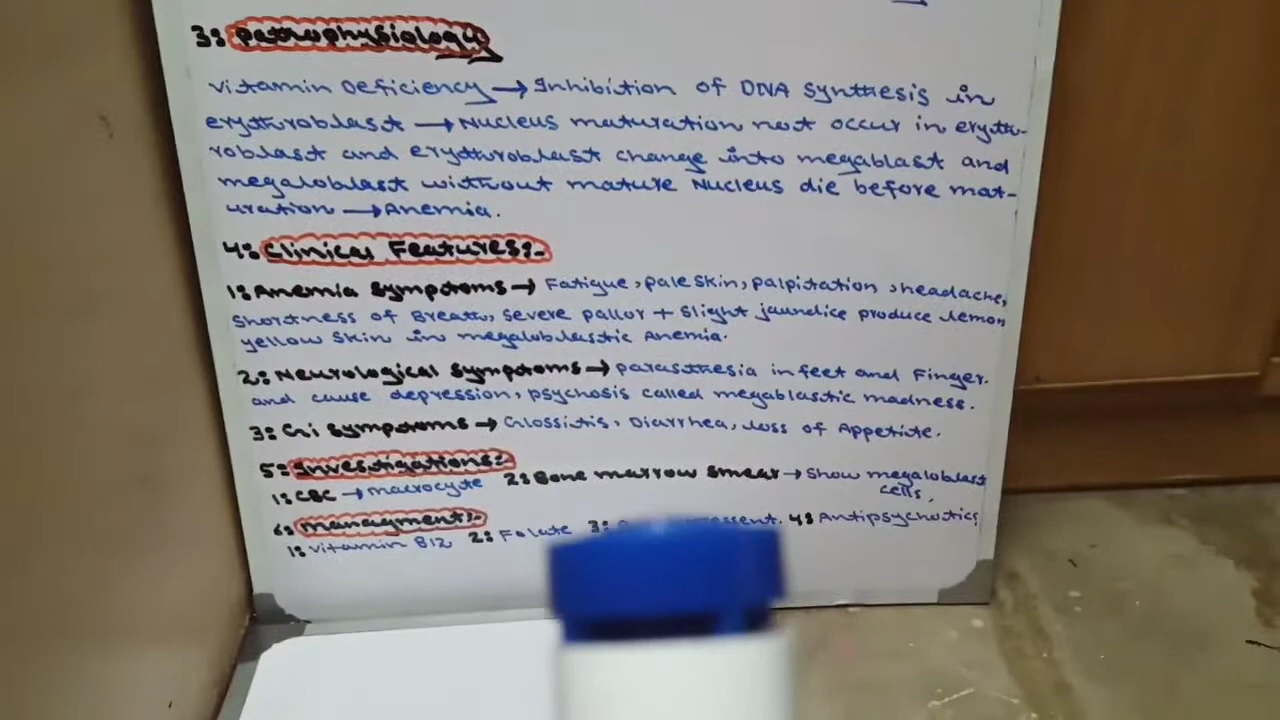 3: Pathophysiology
Vitamin Deficiency → Inhibition of DNA synthesis in
erythroblast → Nucleus maturation not occur in eryth-
roblast and erythroblast change into megablast and
megaloblast without mature Nucleus die before mat-
uration → Anemia.
4: Clinical Features:-
1: Anemia Symptoms → Fatigue, pale skin, palpitation, headache,
Shortness of Breath, severe pallor + slight jaundice produce lemon
yellow skin in megaloblastic Anemia.
2: Neurological Symptoms → parasthesia in feet and Finger.
and cause depression, psychosis called megablastic madness.
3: Gi Symptoms → Glossitis, Diarrhea, loss of Appetite.
5: Investigations:-
1: CBC → macrocyte 2: Bone marrow smear → Show megaloblast
cells.
6: managment:-
1: Vitamin B12 2: Folate 3: 4: Antipsychotics